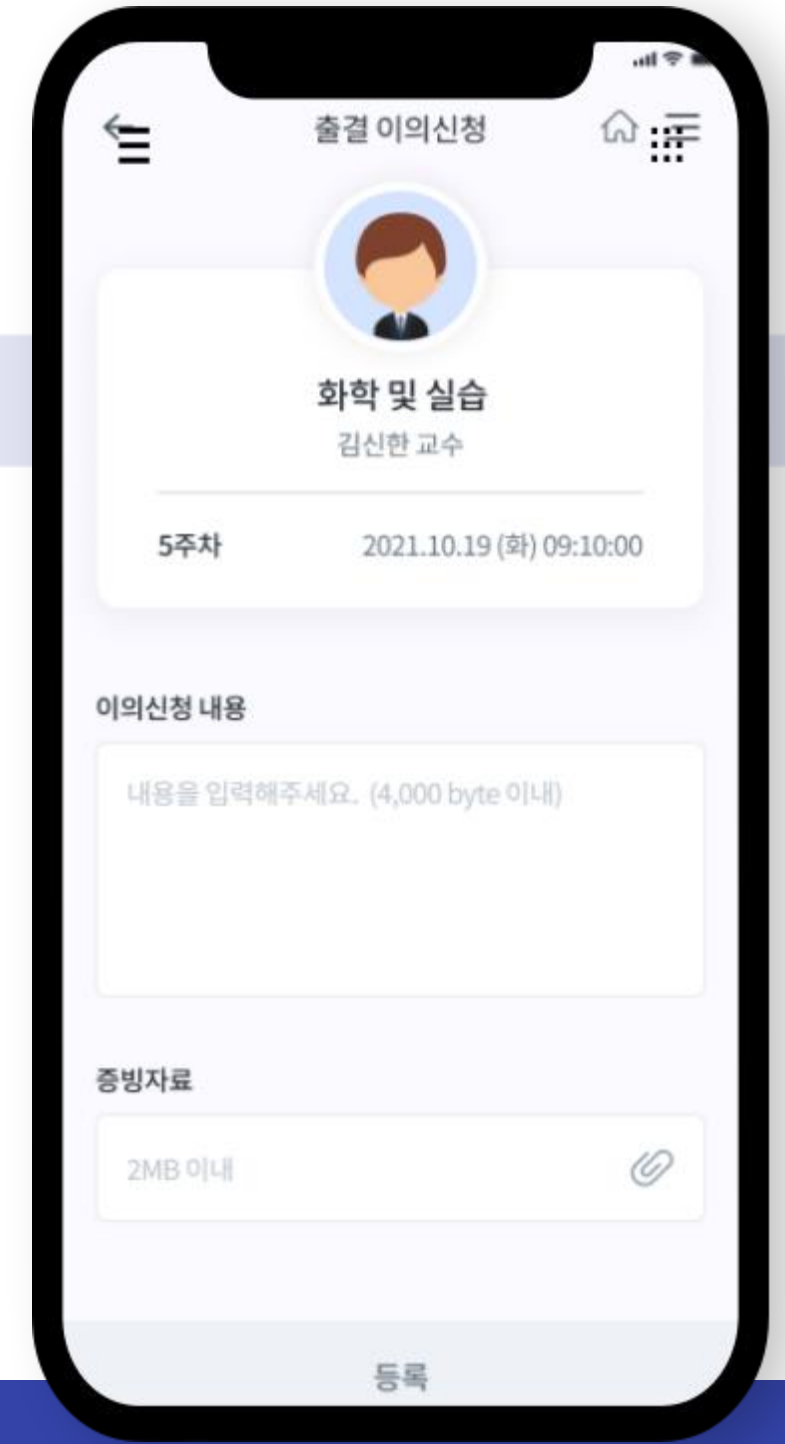 출결 이의신청
화학 및 실습
김신한 교수
5주차 2021.10.19 (화) 09:10:00
이의신청 내용
내용을 입력해주세요. (4,000 byte 이내)
증빙자료
2MB 이내
등록